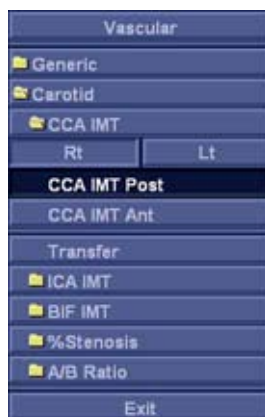 Vascular
Generic
Carotid
CCA IMT
Rt Lt
CCA IMT Post
CCA IMT Ant
Transfer
ICA IMT
BIF IMT
%Stenosis
A/B Ratio
Exit